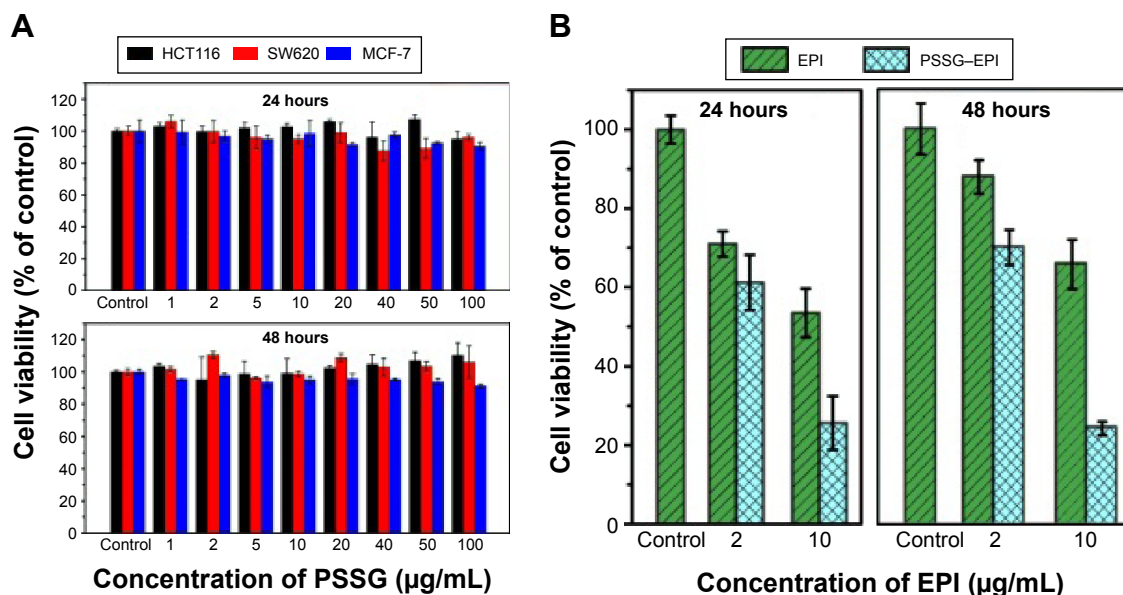 A
HCT116 SW620 MCF-7
Cell viability (% of control)
24 hours
120
100
80
60
40
20
0
Control 1 2 5 10 20 40 50 100
48 hours
120
100
80
60
40
20
0
Control 1 2 5 10 20 40 50 100
Concentration of PSSG (µg/mL)
B
EPI PSSG–EPI
Cell viability (% of control)
24 hours 48 hours
100
80
60
40
20
0
Control 2 10 Control 2 10
Concentration of EPI (µg/mL)